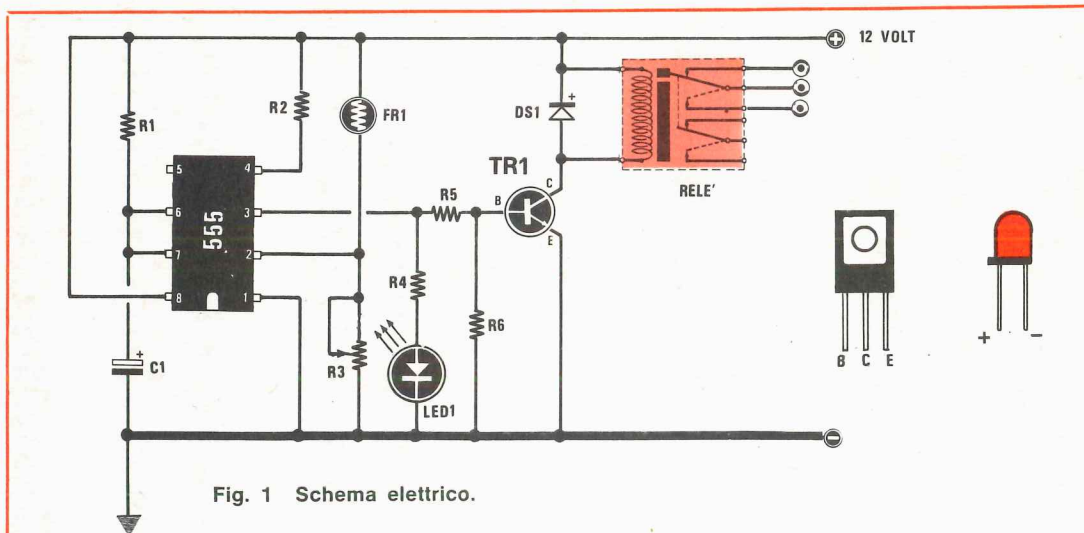 12 VOLT
R1
R2
FR1
DS1
RELE'
TR1
C
B
E
5
4
6
3
7
2
8
1
555
R5
R4
R6
R3
LED1
+
C1
+
B C E
+ -
Fig. 1 Schema elettrico.